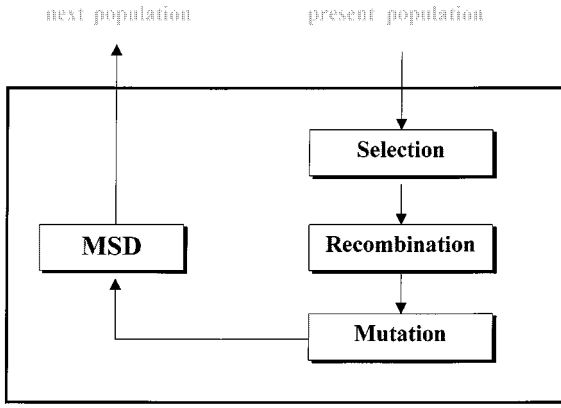 next population
present population
Selection
MSD
Recombination
Mutation